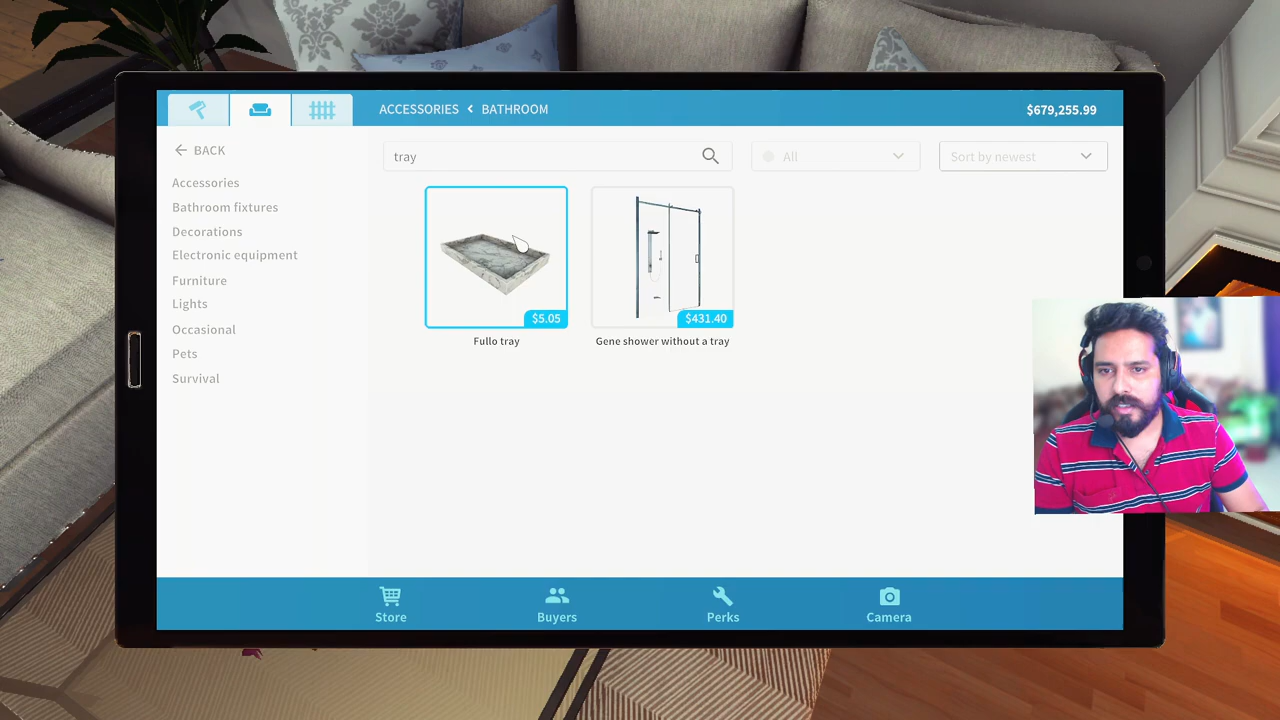 ACCESSORIES < BATHROOM
$679,255.99
BACK
Accessories
Bathroom fixtures
Decorations
Electronic equipment
Furniture
Lights
Occasional
Pets
Survival
tray
All
Sort by newest
$5.05
Fullo tray
$431.40
Gene shower without a tray
Store
Buyers
Perks
Camera